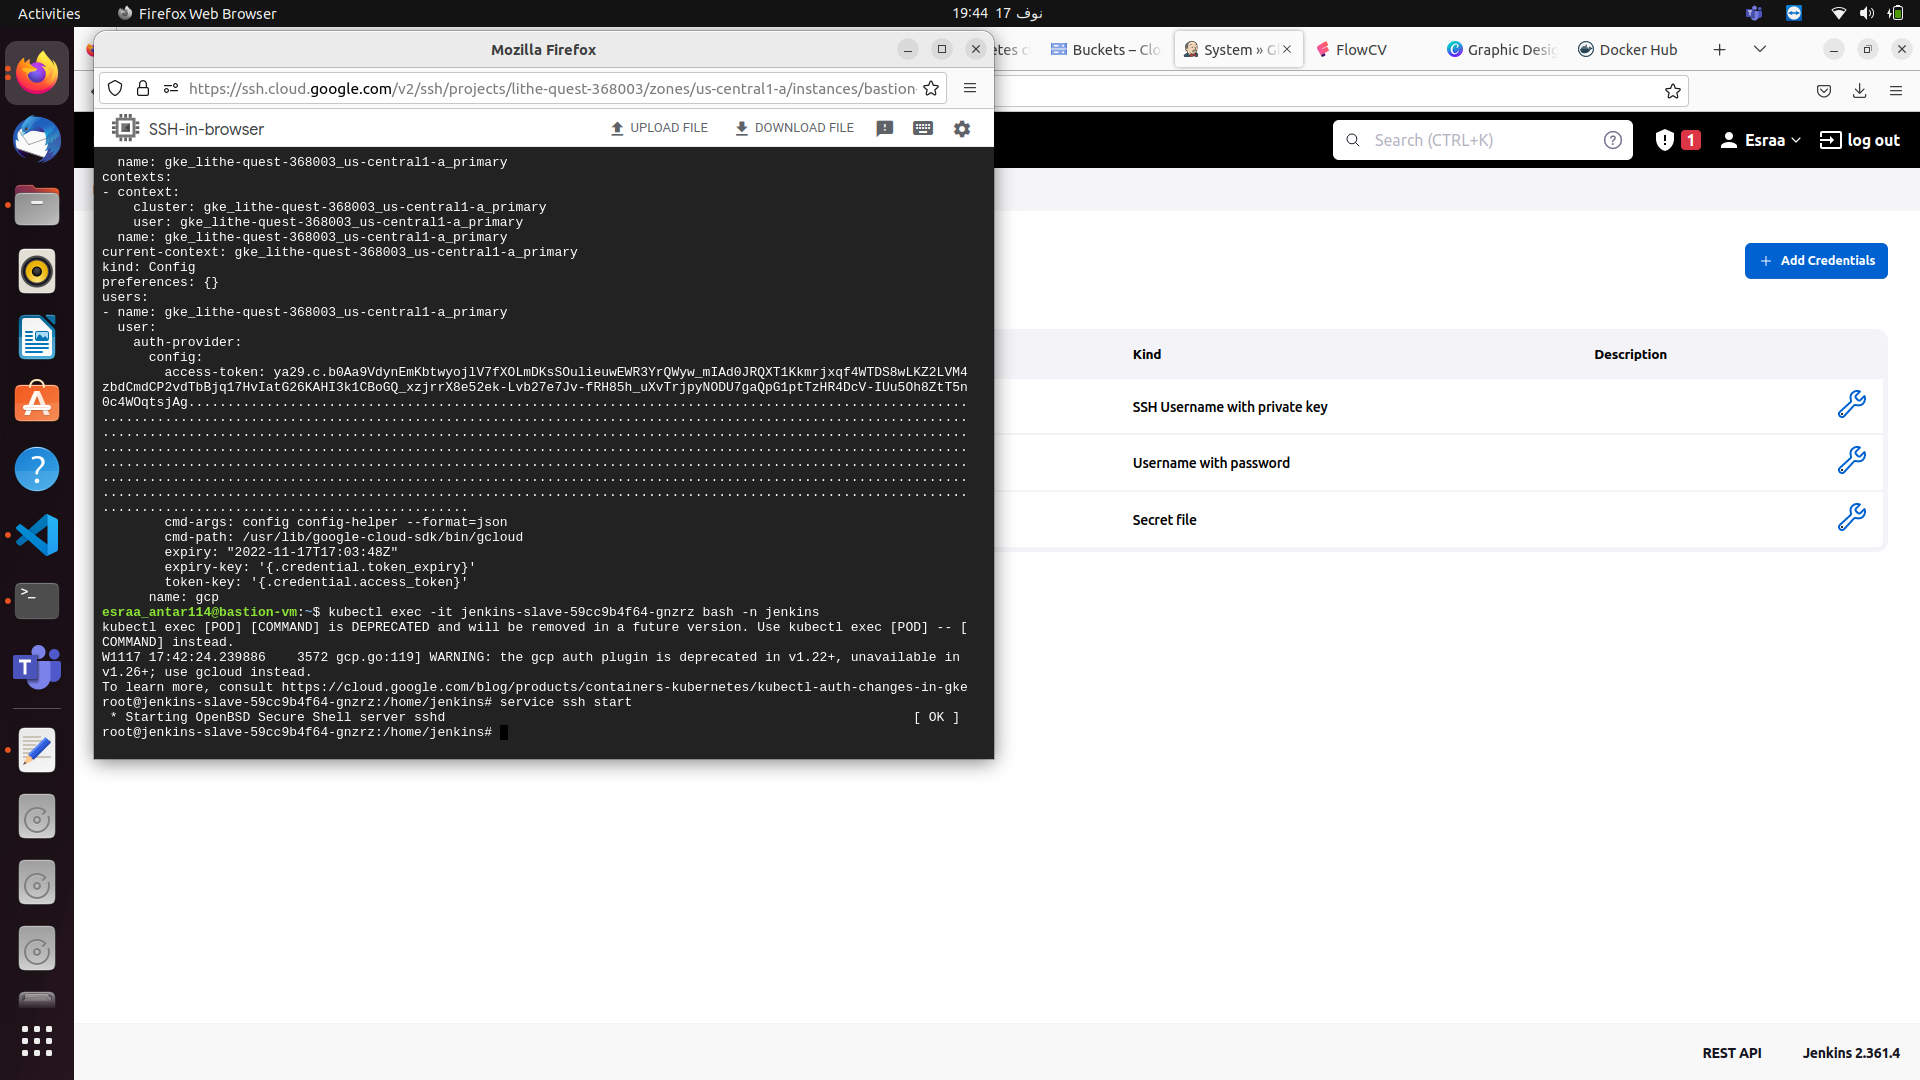 Activities
Firefox Web Browser
19:44 17 نوف
Mozilla Firefox
etes c
Buckets – Clo
System » Gl
FlowCV
Graphic Desig
Docker Hub
https://ssh.cloud.google.com/v2/ssh/projects/lithe-quest-368003/zones/us-central1-a/instances/bastion-
SSH-in-browser
UPLOAD FILE
DOWNLOAD FILE
Search (CTRL+K)
1
Esraa
log out
name: gke_lithe-quest-368003_us-central1-a_primary
contexts:
- context:
cluster: gke_lithe-quest-368003_us-central1-a_primary
user: gke_lithe-quest-368003_us-central1-a_primary
name: gke_lithe-quest-368003_us-central1-a_primary
current-context: gke_lithe-quest-368003_us-central1-a_primary
kind: Config
preferences: {}
users:
- name: gke_lithe-quest-368003_us-central1-a_primary
user:
auth-provider:
config:
access-token: ya29.c.b0Aa9VdynEmKbtwyojlV7fXOLmDKsSOulieuwEWR3YrQWyw_mIAd0JRQXT1Kkmrjxqf4WTDS8wLKZ2LVM4
zbdCmdCP2vdTbBjq17HvIatG26KAHI3k1CBoGQ_xzjrrX8e52ek-Lvb27e7Jv-fRH85h_uXvTrjpyNODU7gaQpG1ptTzHR4DcV-IUu5Oh8ZtT5n
0c4WOqtsjAg....................................................................................................
...............................................................................................................
...............................................................................................................
...............................................................................................................
...............................................................................................................
...............................................................................................................
...............................................................................................................
...............................................
cmd-args: config config-helper --format=json
cmd-path: /usr/lib/google-cloud-sdk/bin/gcloud
expiry: "2022-11-17T17:03:48Z"
expiry-key: '{.credential.token_expiry}'
token-key: '{.credential.access_token}'
name: gcp
esraa_antar114@bastion-vm:~$ kubectl exec -it jenkins-slave-59cc9b4f64-gnzrz bash -n jenkins
kubectl exec [POD] [COMMAND] is DEPRECATED and will be removed in a future version. Use kubectl exec [POD] -- [
COMMAND] instead.
W1117 17:42:24.239886    3572 gcp.go:119] WARNING: the gcp auth plugin is deprecated in v1.22+, unavailable in
v1.26+; use gcloud instead.
To learn more, consult https://cloud.google.com/blog/products/containers-kubernetes/kubectl-auth-changes-in-gke
root@jenkins-slave-59cc9b4f64-gnzrz:/home/jenkins# service ssh start
* Starting OpenBSD Secure Shell server sshd [ OK ]
root@jenkins-slave-59cc9b4f64-gnzrz:/home/jenkins#
+ Add Credentials
Kind
Description
SSH Username with private key
Username with password
Secret file
REST API
Jenkins 2.361.4